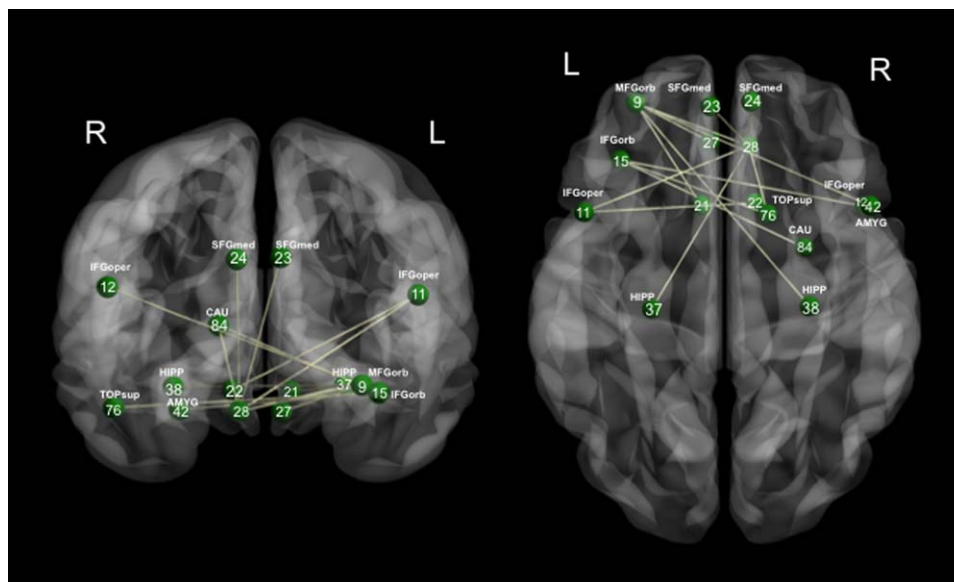 R
L
SFGmed
24
SFGmed
23
IFGoper
12
IFGoper
11
CAU
84
HIPP
38
22
21
HIPP
37
MFGorb
9
15
IFGorb
TOPsup
76
AMYG
42
28
27
L
R
MFGorb
9
SFGmed
23
SFGmed
24
27
28
IFGorb
15
IFGoper
11
21
22
TOPsup
76
IFGoper
12
42
AMYG
CAU
84
HIPP
37
HIPP
38